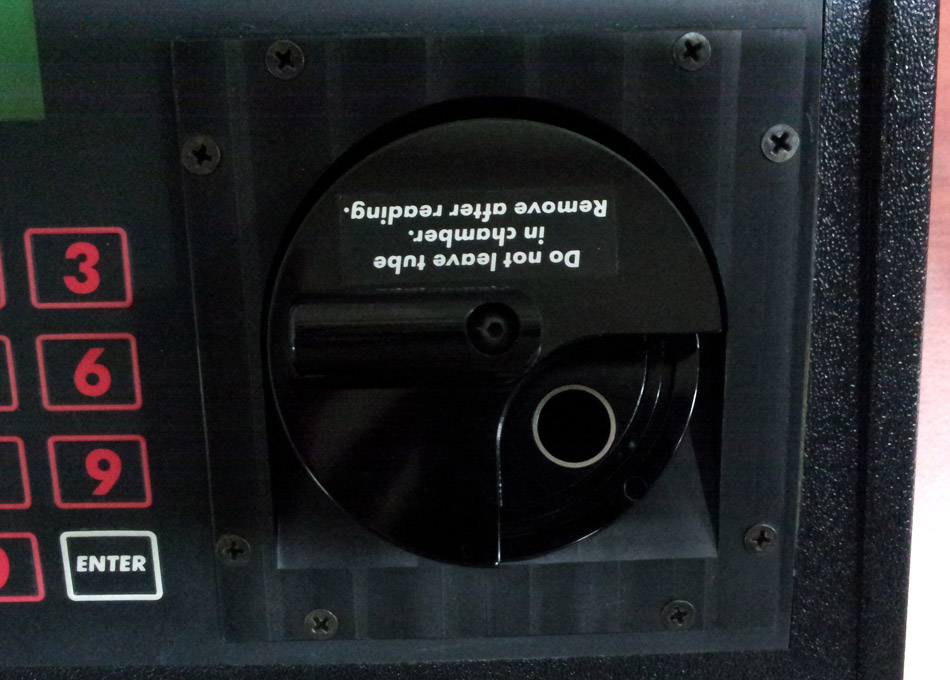 Do not leave tube
in chamber.
Remove after reading.
3
6
9
ENTER